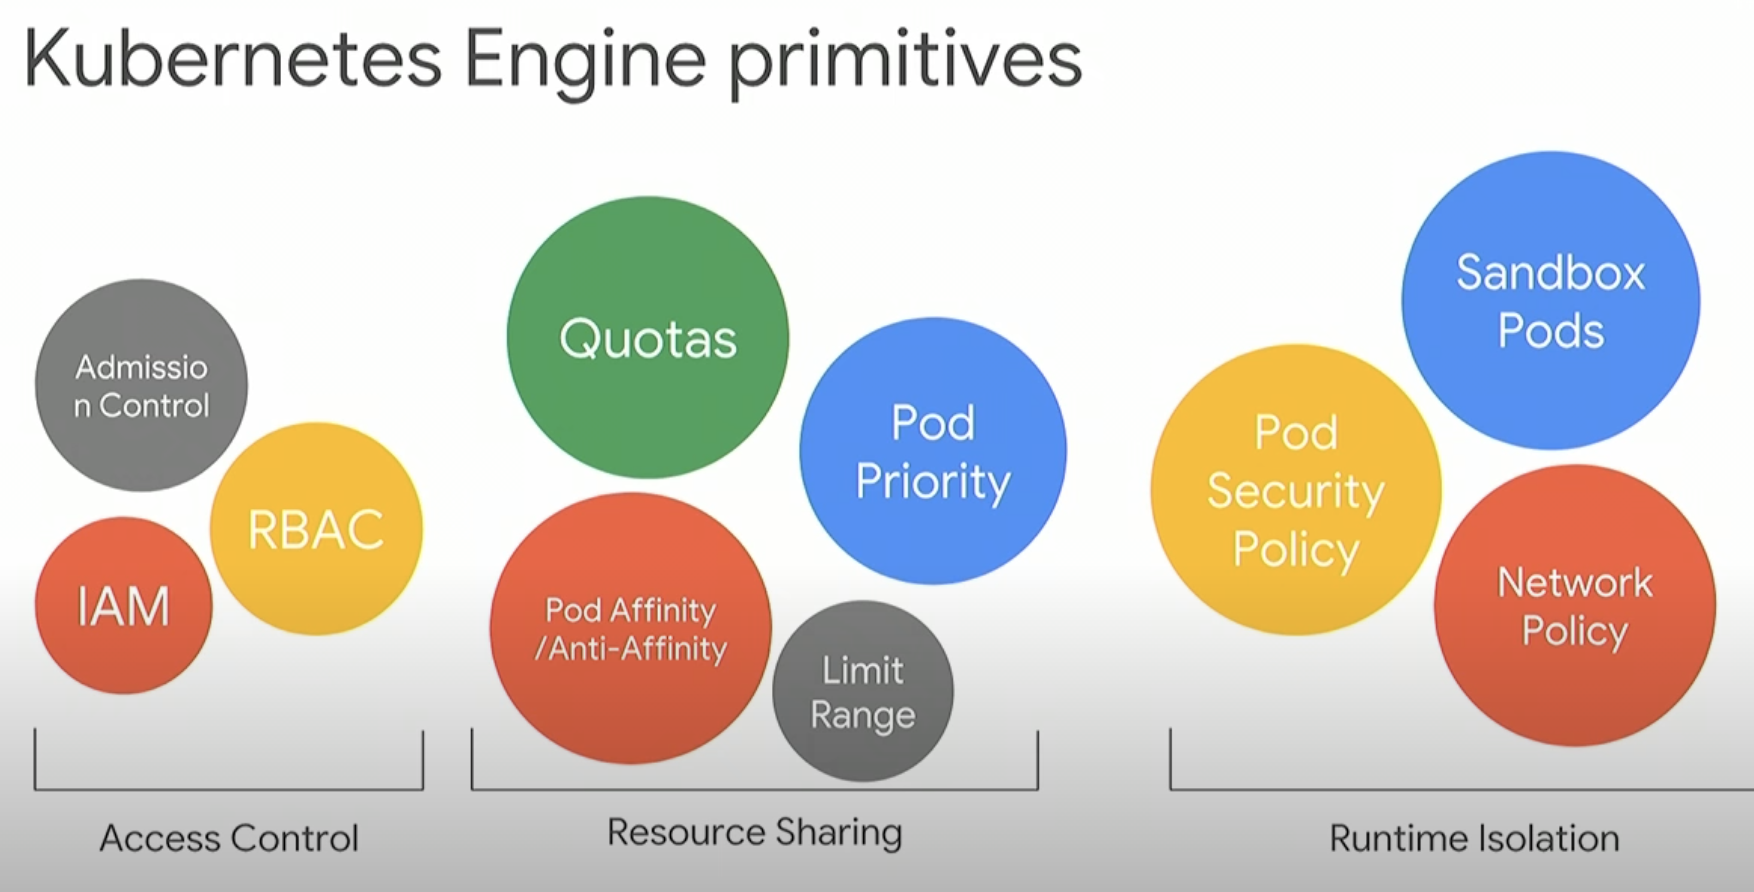 Kubernetes Engine primitives
Admissio
n Control
RBAC
IAM
Access Control
Quotas
Pod
Priority
Pod Affinity
/Anti-Affinity
Limit
Range
Resource Sharing
Sandbox
Pods
Pod
Security
Policy
Network
Policy
Runtime Isolation